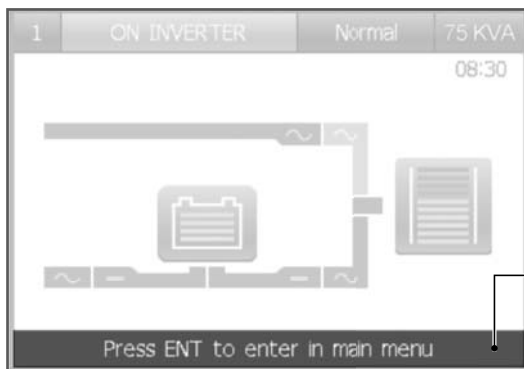 1 ON INVERTER Normal 75 KVA
08:30
Press ENT to enter in main menu